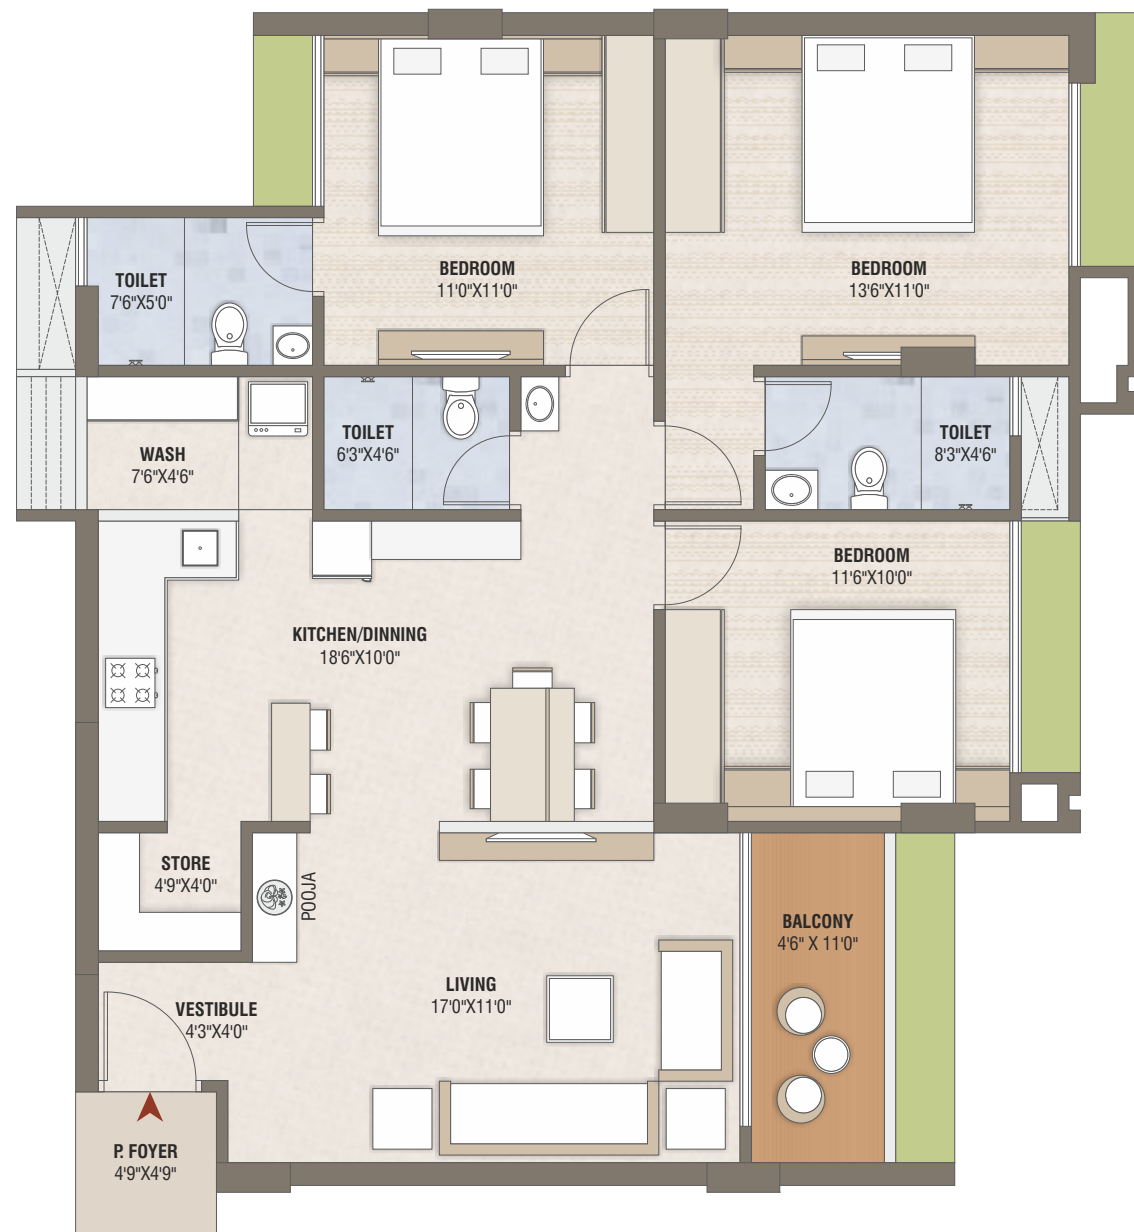 BEDROOM
11'0"X11'0"
BEDROOM
13'6"X11'0"
TOILET
7'6"X5'0"
WASH
7'6"X4'6"
TOILET
6'3"X4'6"
TOILET
8'3"X4'6"
BEDROOM
11'6"X10'0"
KITCHEN/DINNING
18'6"X10'0"
STORE
4'9"X4'0"
POOJA
BALCONY
4'6" X 11'0"
LIVING
17'0"X11'0"
VESTIBULE
4'3"X4'0"
P. FOYER
4'9"X4'9"